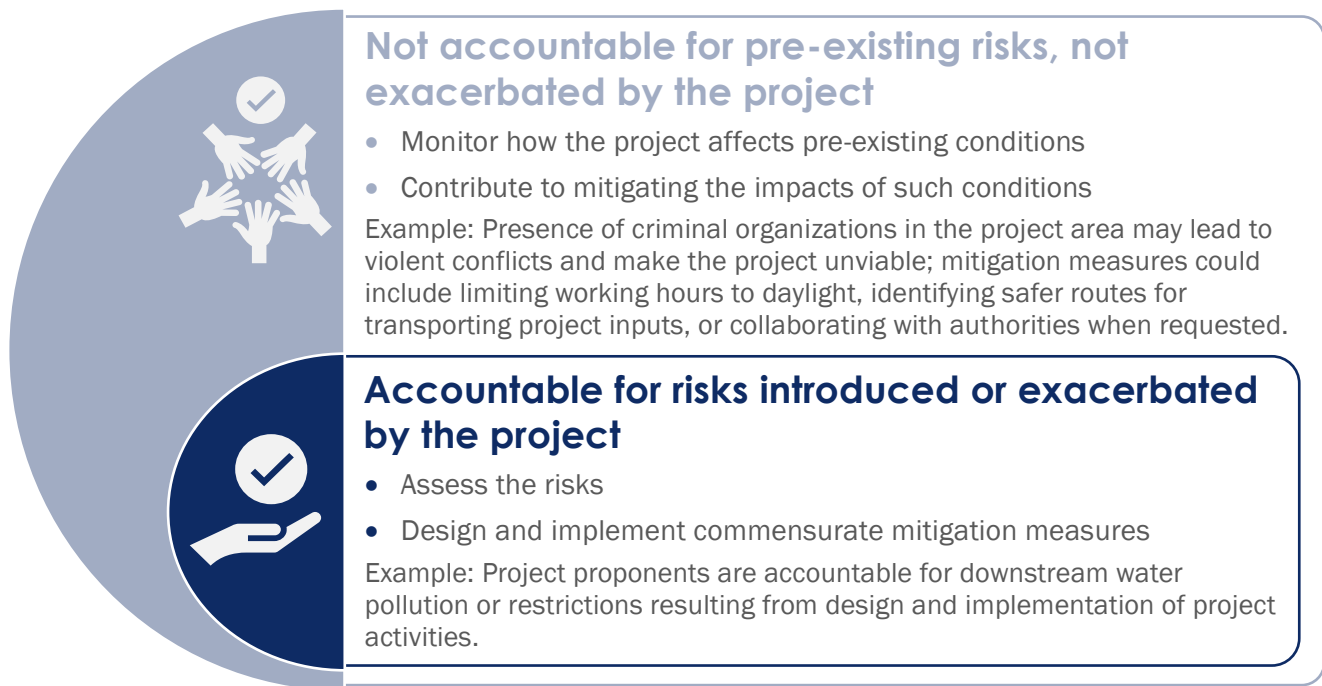 Not accountable for pre-existing risks, not
exacerbated by the project
• Monitor how the project affects pre-existing conditions
• Contribute to mitigating the impacts of such conditions
Example: Presence of criminal organizations in the project area may lead to
violent conflicts and make the project unviable; mitigation measures could
include limiting working hours to daylight, identifying safer routes for
transporting project inputs, or collaborating with authorities when requested.
Accountable for risks introduced or exacerbated
by the project
• Assess the risks
• Design and implement commensurate mitigation measures
Example: Project proponents are accountable for downstream water
pollution or restrictions resulting from design and implementation of project
activities.